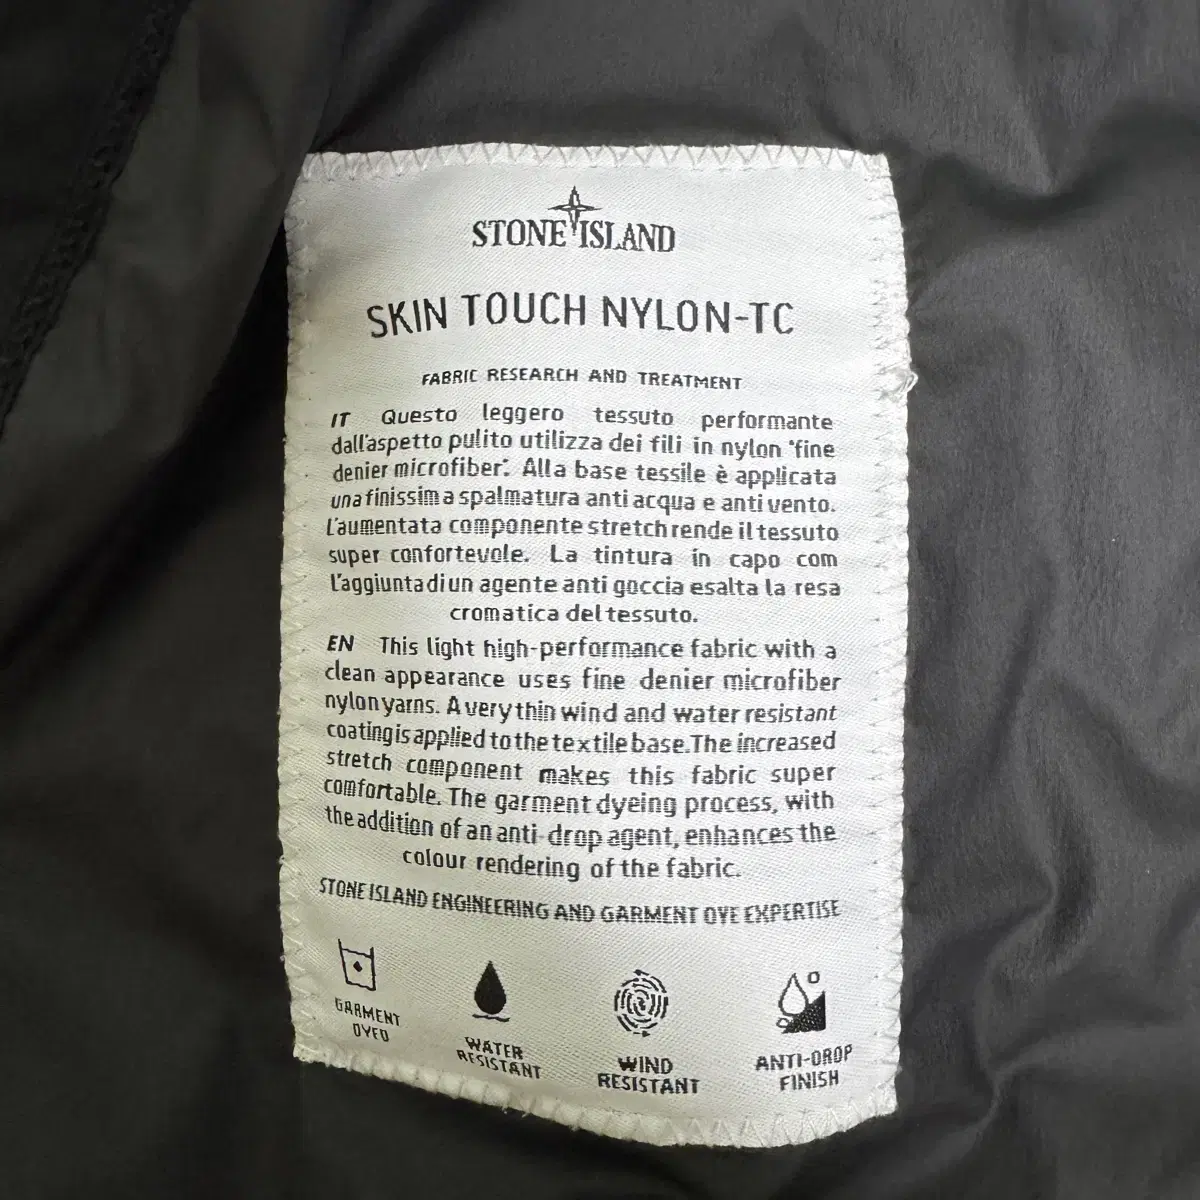 STONE ISLAND
SKIN TOUCH NYLON-TC
FABRIC RESEARCH AND TREATMENT
IT Questo leggero tessuto performante
dall'aspetto pulito utilizza dei fili in nylon 'fine
denier microfiber'. Alla base tessile è applicata
una finissima spalmatura anti acqua e anti vento.
L'aumentata componente stretch rende il tessuto
super confortevole. La tintura in capo com
l'aggiunta di un agente anti goccia esalta la resa
cromatica del tessuto.
EN This light high-performance fabric with a
clean appearance uses fine denier microfiber
nylon yarns. A very thin wind and water resistant
coating is applied to the textile base. The increased
stretch component makes this fabric super
comfortable. The garment dyeing process, with
the addition of an anti-drop agent, enhances the
colour rendering of the fabric.
STONE ISLAND ENGINEERING AND GARMENT DYE EXPERTISE
GARMENT
DYED
WATER
RESISTANT
WIND
RESISTANT
ANTI-DROP
FINISH